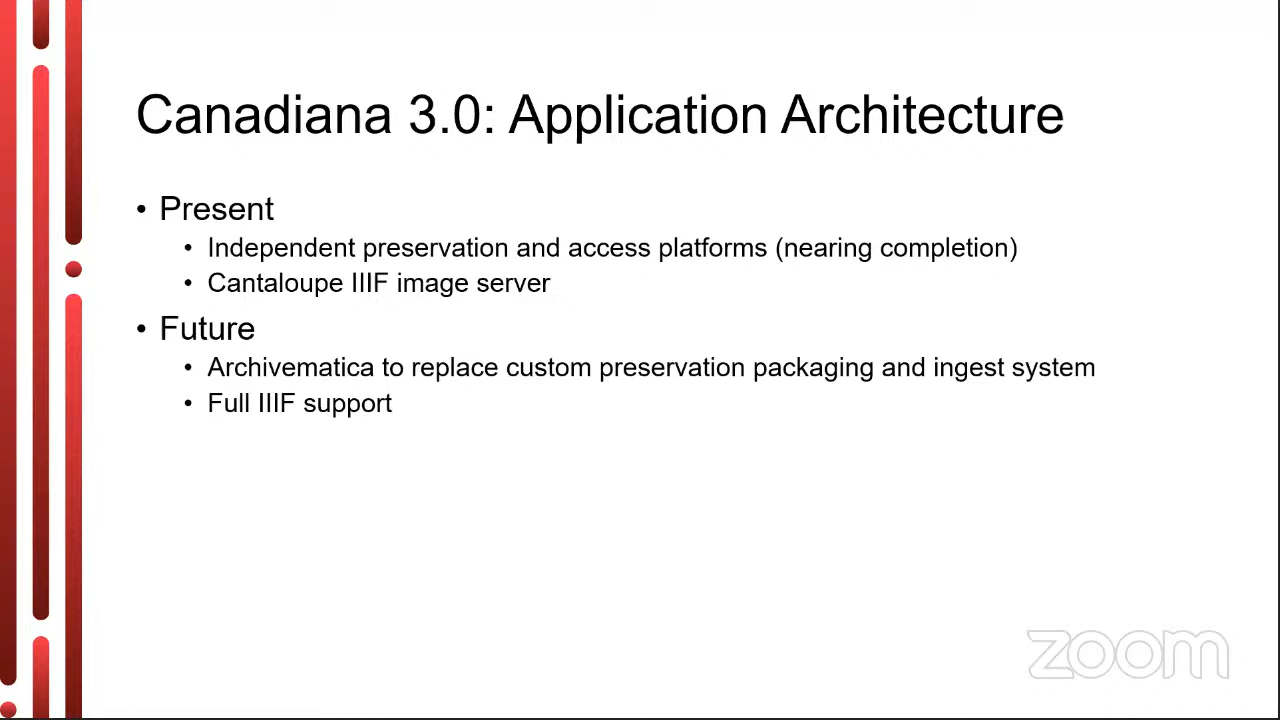 Canadiana 3.0: Application Architecture
• Present
• Independent preservation and access platforms (nearing completion)
• Cantaloupe IIIF image server
• Future
• Archivematica to replace custom preservation packaging and ingest system
• Full IIIF support
zoom